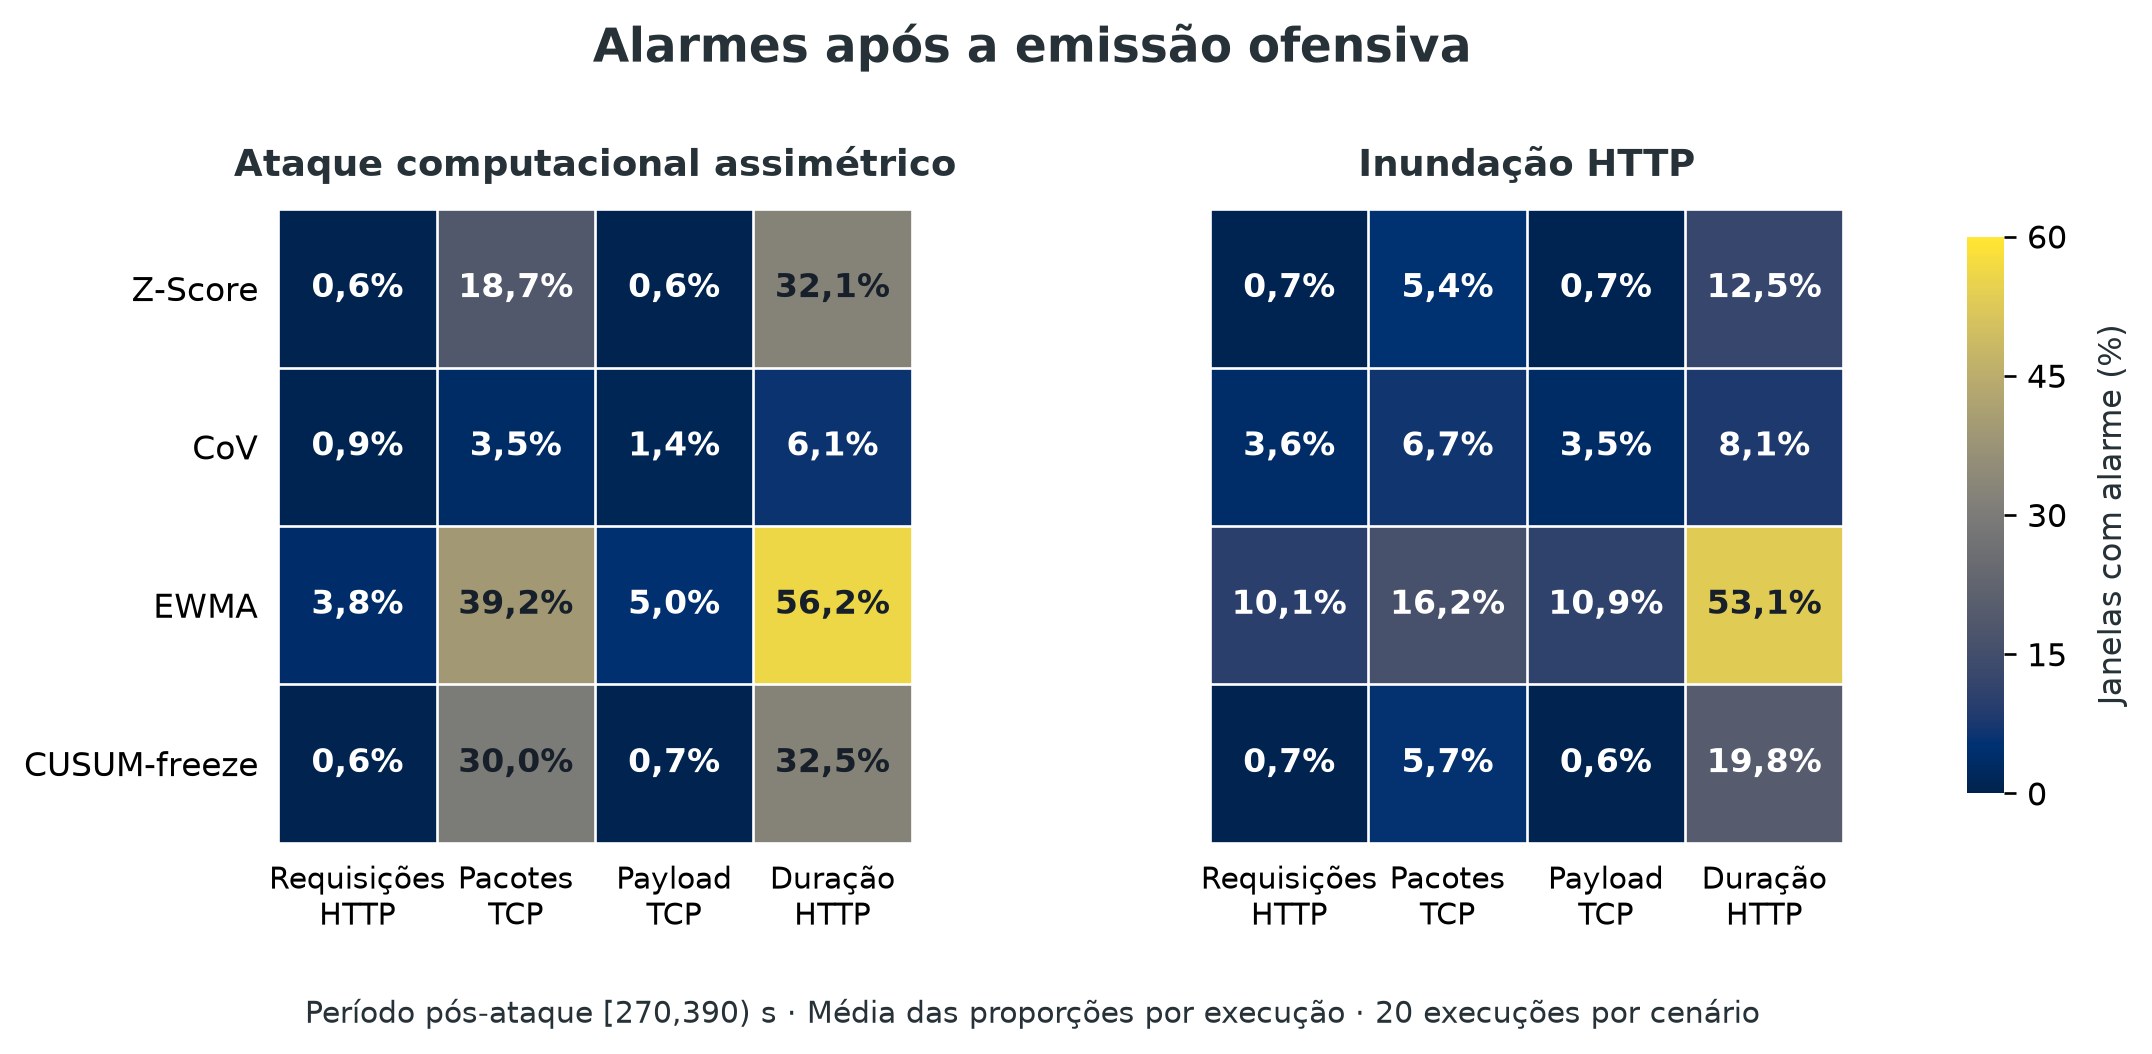 Alarmes após a emissão ofensiva
Ataque computacional assimétrico
Z-Score 0,6% 18,7% 0,6% 32,1%
CoV 0,9% 3,5% 1,4% 6,1%
EWMA 3,8% 39,2% 5,0% 56,2%
CUSUM-freeze 0,6% 30,0% 0,7% 32,5%
Requisições Pacotes Payload Duração
HTTP TCP TCP HTTP
Inundação HTTP
0,7% 5,4% 0,7% 12,5%
3,6% 6,7% 3,5% 8,1%
10,1% 16,2% 10,9% 53,1%
0,7% 5,7% 0,6% 19,8%
Requisições Pacotes Payload Duração
HTTP TCP TCP HTTP
60
45
30
15
0
Janelas com alarme (%)
Período pós-ataque [270,390) s · Média das proporções por execução · 20 execuções por cenário